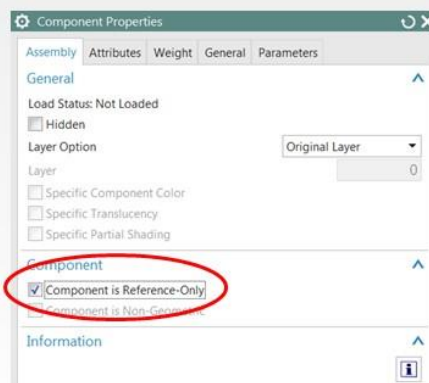 Component Properties
Assembly Attributes Weight General Parameters
General
Load Status: Not Loaded
Hidden
Layer Option Original Layer
Layer 0
Specific Component Color
Specific Translucency
Specific Partial Shading
Component
Component is Reference-Only
Component is Non-Geometric
Information
i